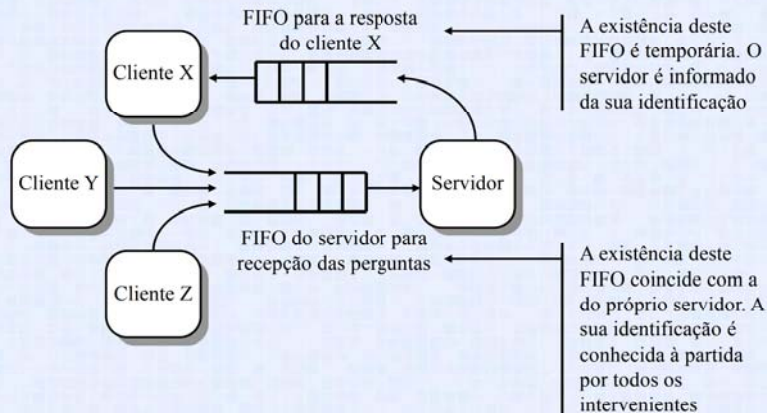 FIFO para a resposta
do cliente X
A existência deste
FIFO é temporária. O
servidor é informado
da sua identificação
Cliente X
Cliente Y
Servidor
FIFO do servidor para
recepção das perguntas
Cliente Z
A existência deste
FIFO coincide com a
do próprio servidor. A
sua identificação é
conhecida à partida
por todos os
intervenientes